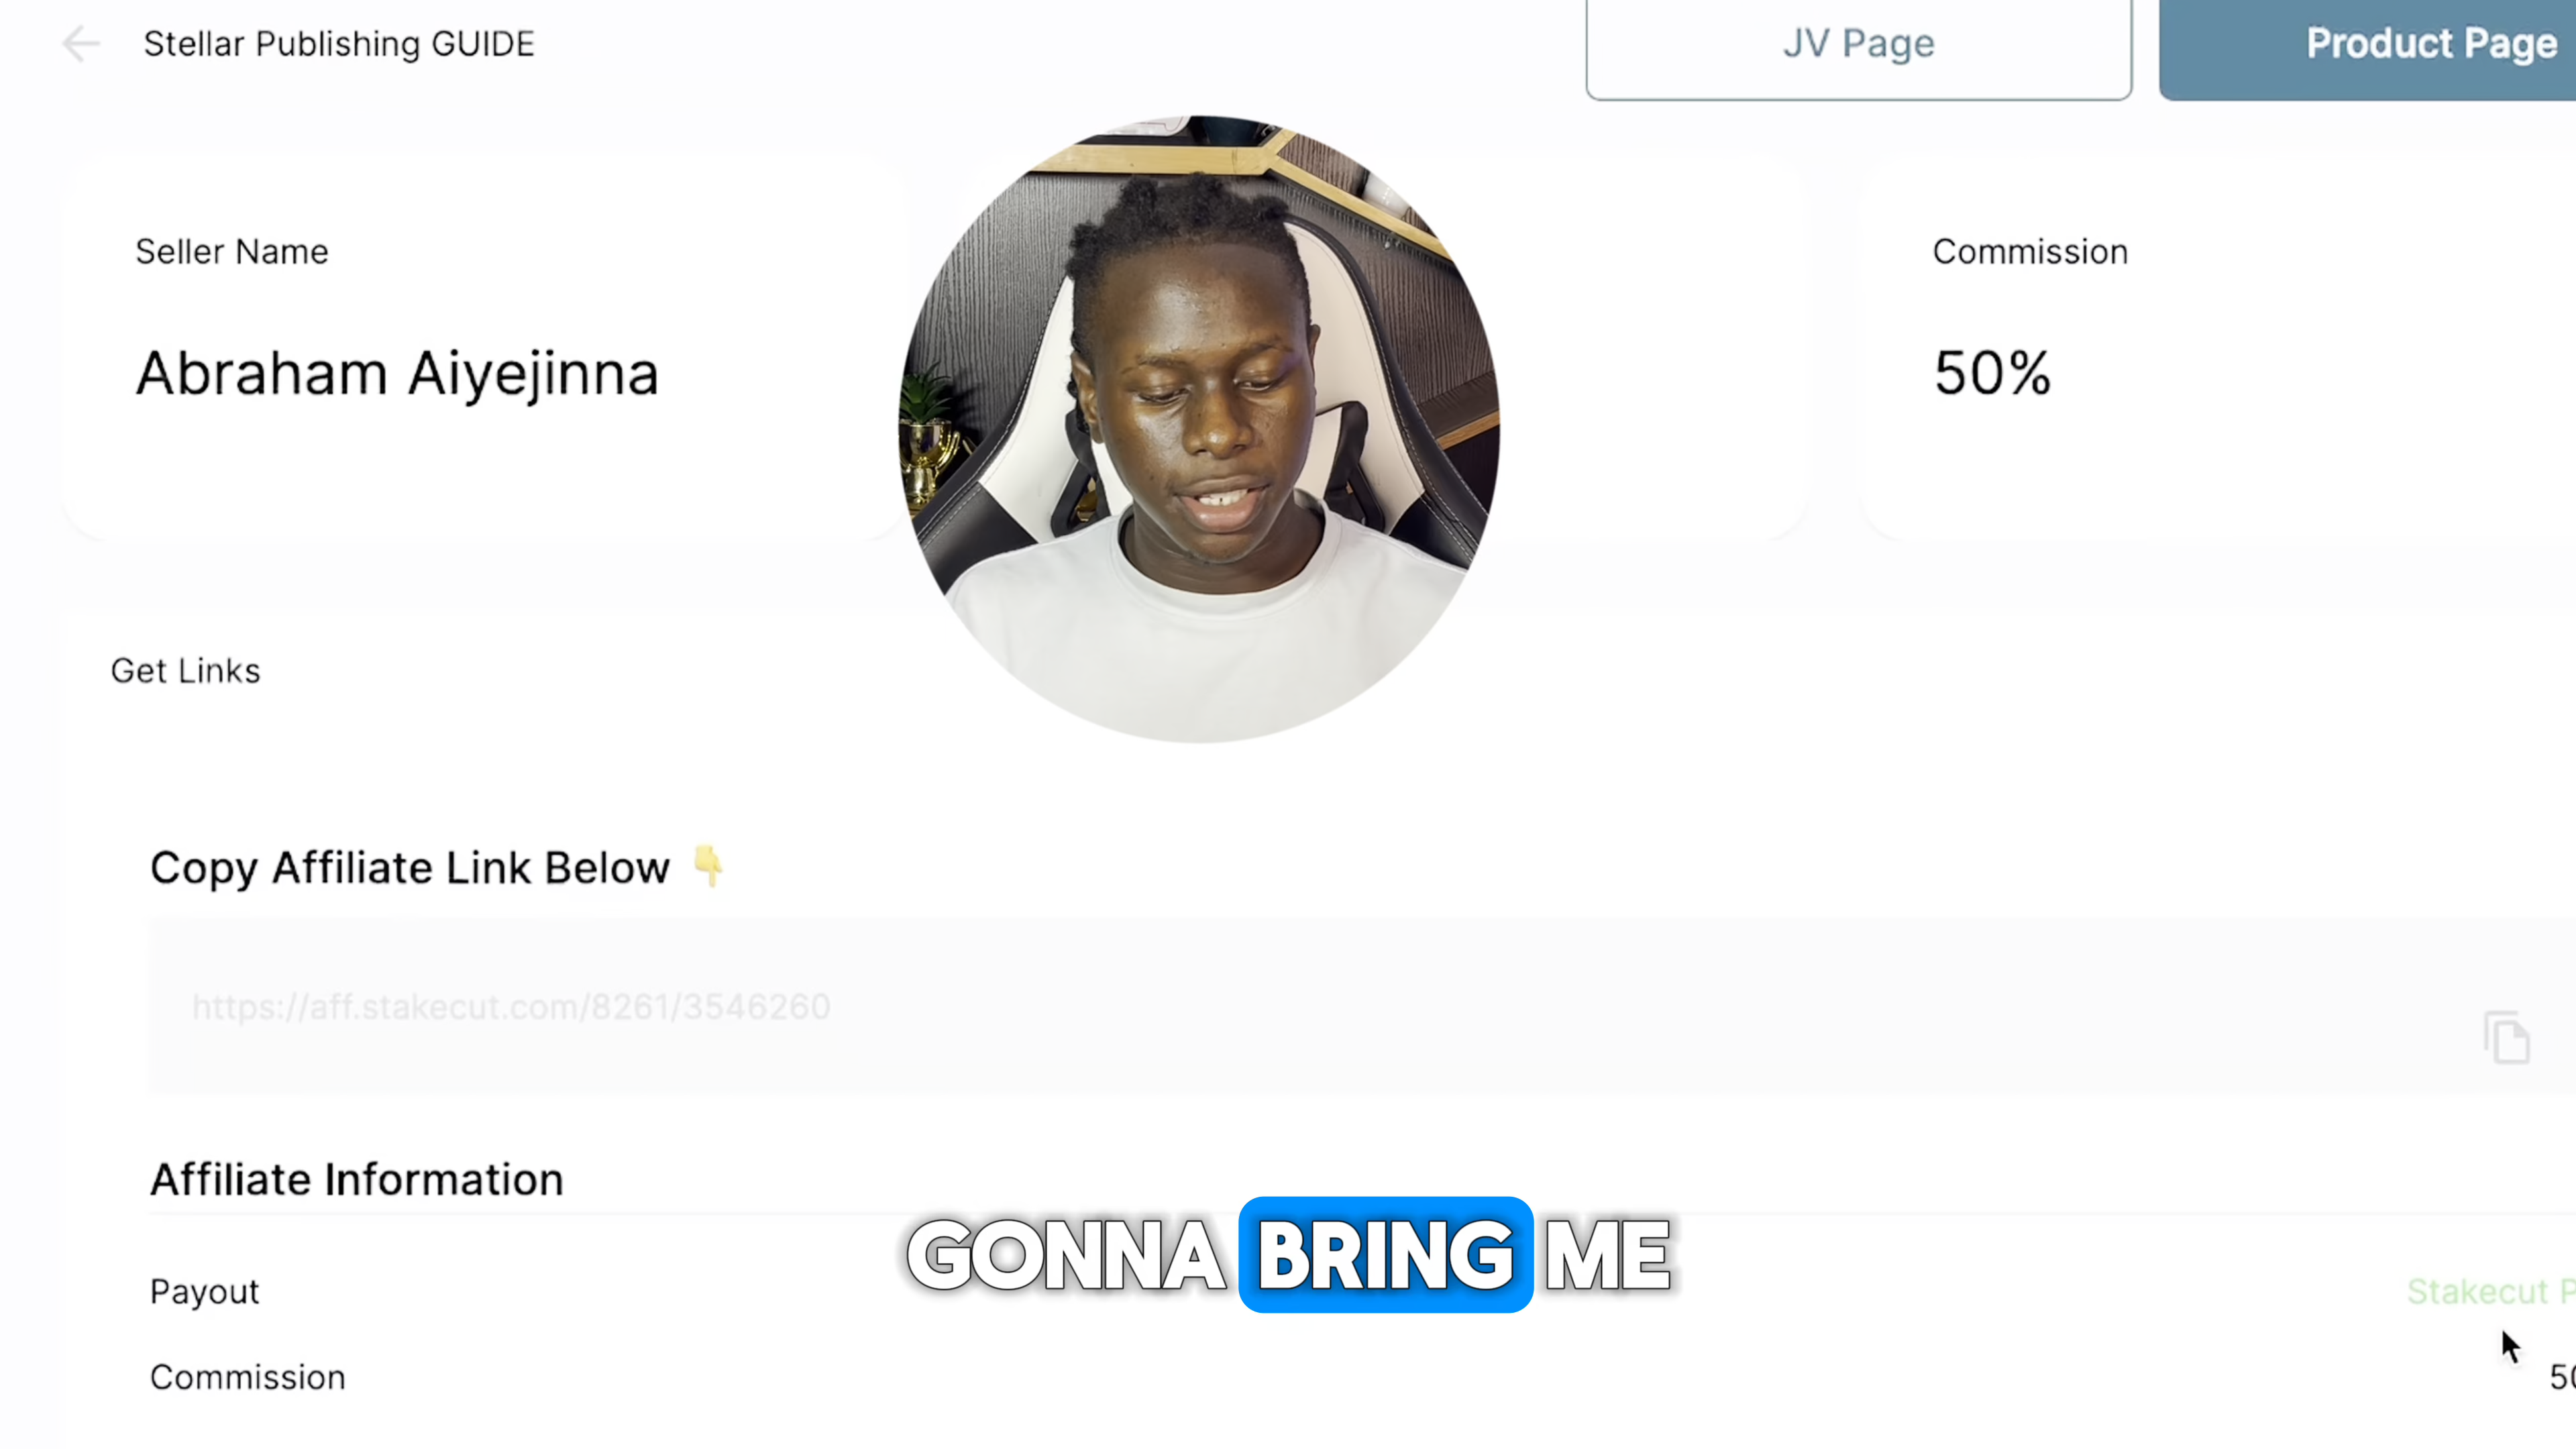 Stellar Publishing GUIDE
JV Page
Product Page
Seller Name
Commission
Abraham Aiyejinna
50%
Get Links
Copy Affiliate Link Below 👇
https://aff.stakecut.com/8261/3546260
Affiliate Information
GONNA BRING ME
Payout
Stakecut P
Commission
50